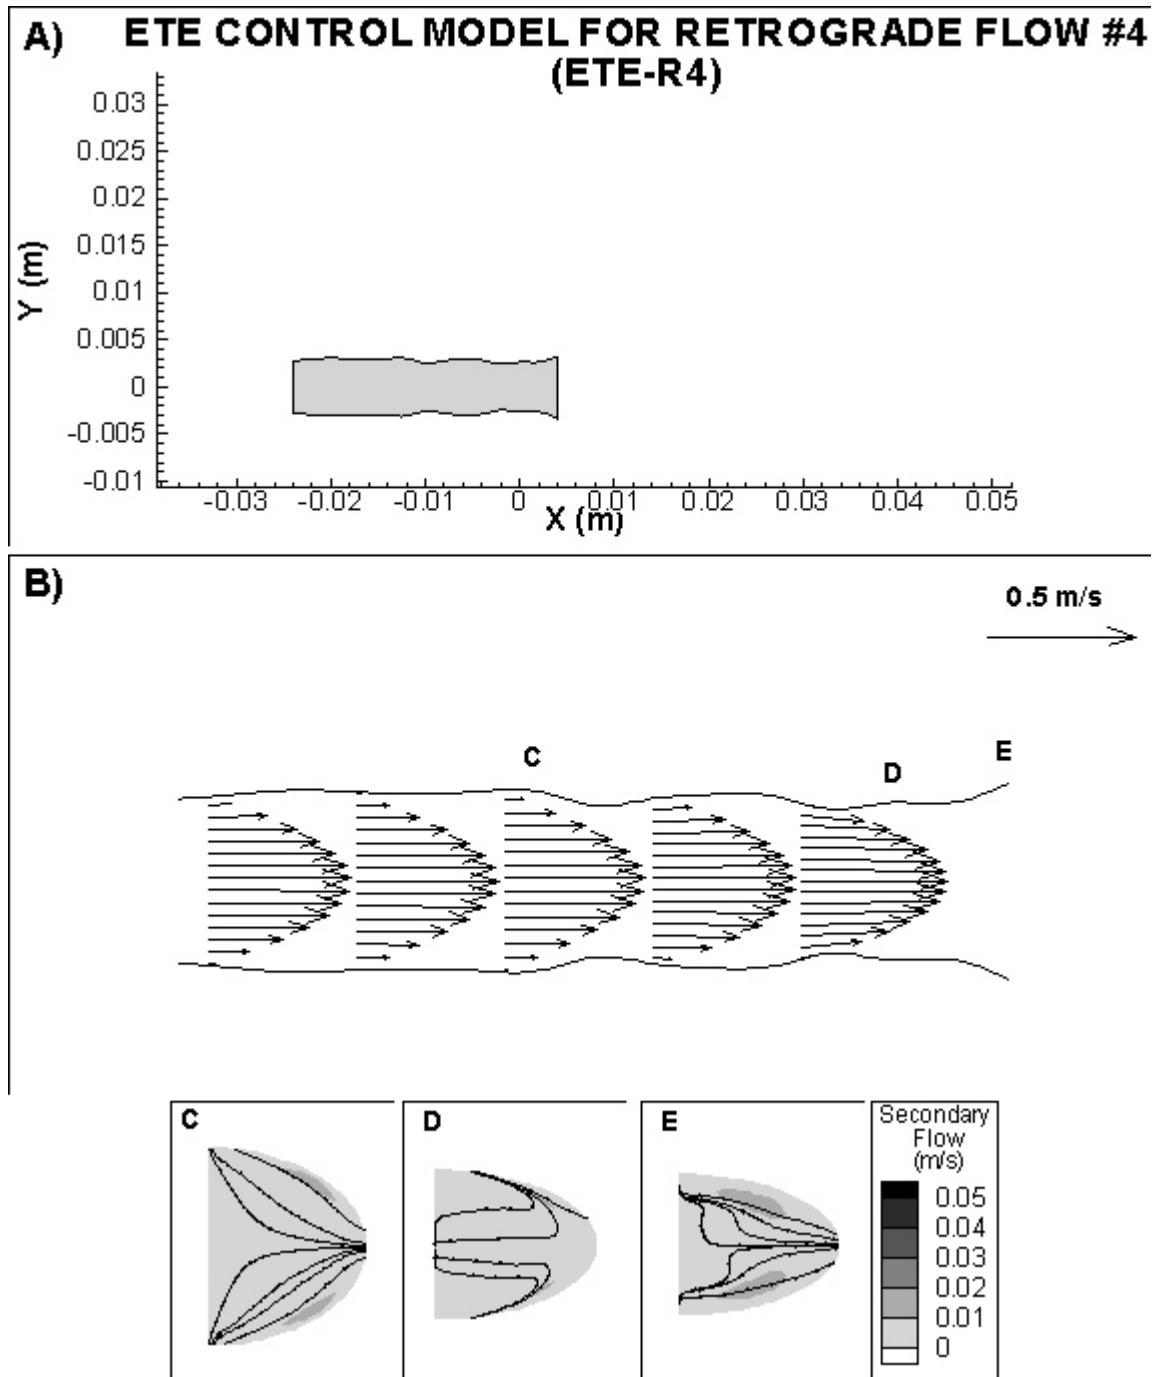 A) ETE CONTROL MODEL FOR RETROGRADE FLOW #4
(ETE-R4)
0.03
0.025
0.02
0.015
0.01
0.005
0
-0.005
-0.01
Y (m)
-0.03 -0.02 -0.01 0 0.01 0.02 0.03 0.04 0.05
X (m)
B)
0.5 m/s
C D E
C D E
Secondary
Flow
(m/s)
0.05
0.04
0.03
0.02
0.01
0